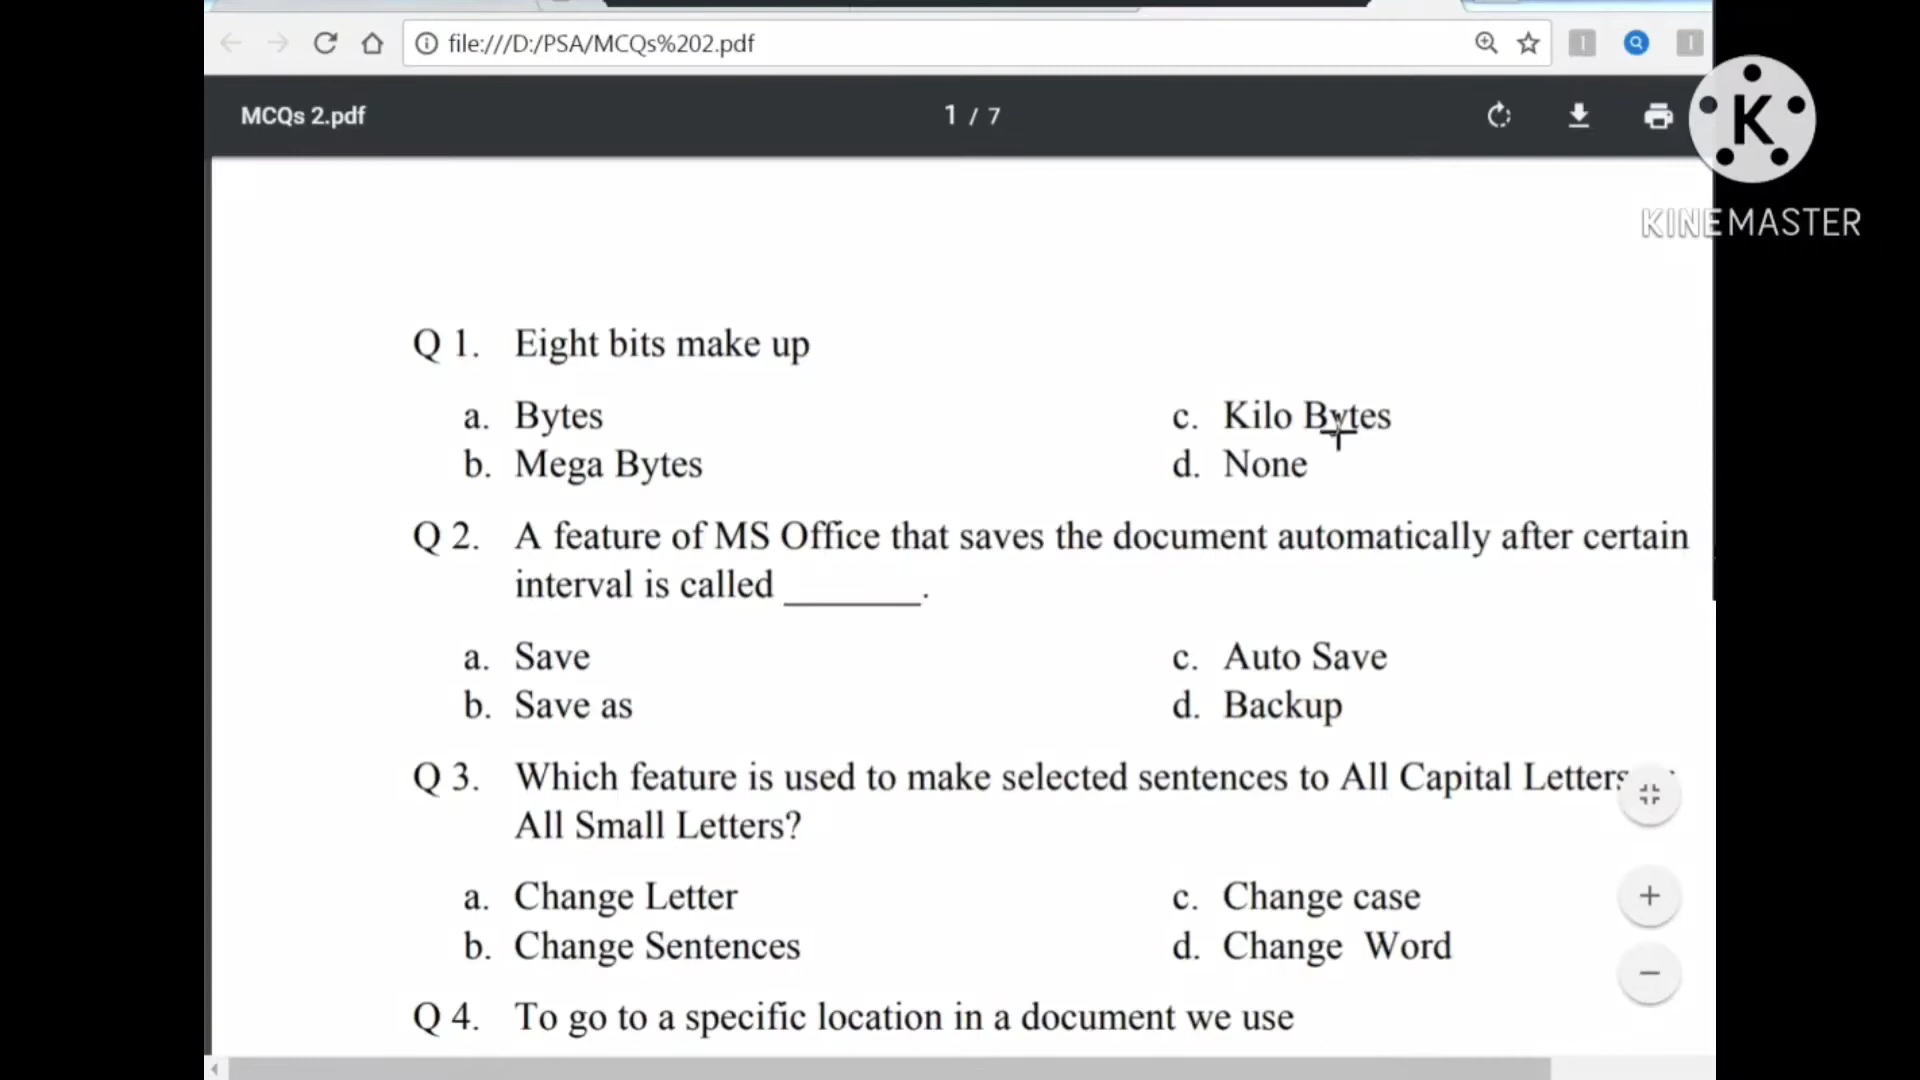 file:///D:/PSA/MCQs%202.pdf
MCQs 2.pdf
1 / 7
K
KINEMASTER
Q 1. Eight bits make up
a. Bytes
c. Kilo Bytes
b. Mega Bytes
d. None
Q 2. A feature of MS Office that saves the document automatically after certain
interval is called _______.
a. Save
c. Auto Save
b. Save as
d. Backup
Q 3. Which feature is used to make selected sentences to All Capital Letters
All Small Letters?
a. Change Letter
c. Change case
b. Change Sentences
d. Change Word
Q 4. To go to a specific location in a document we use